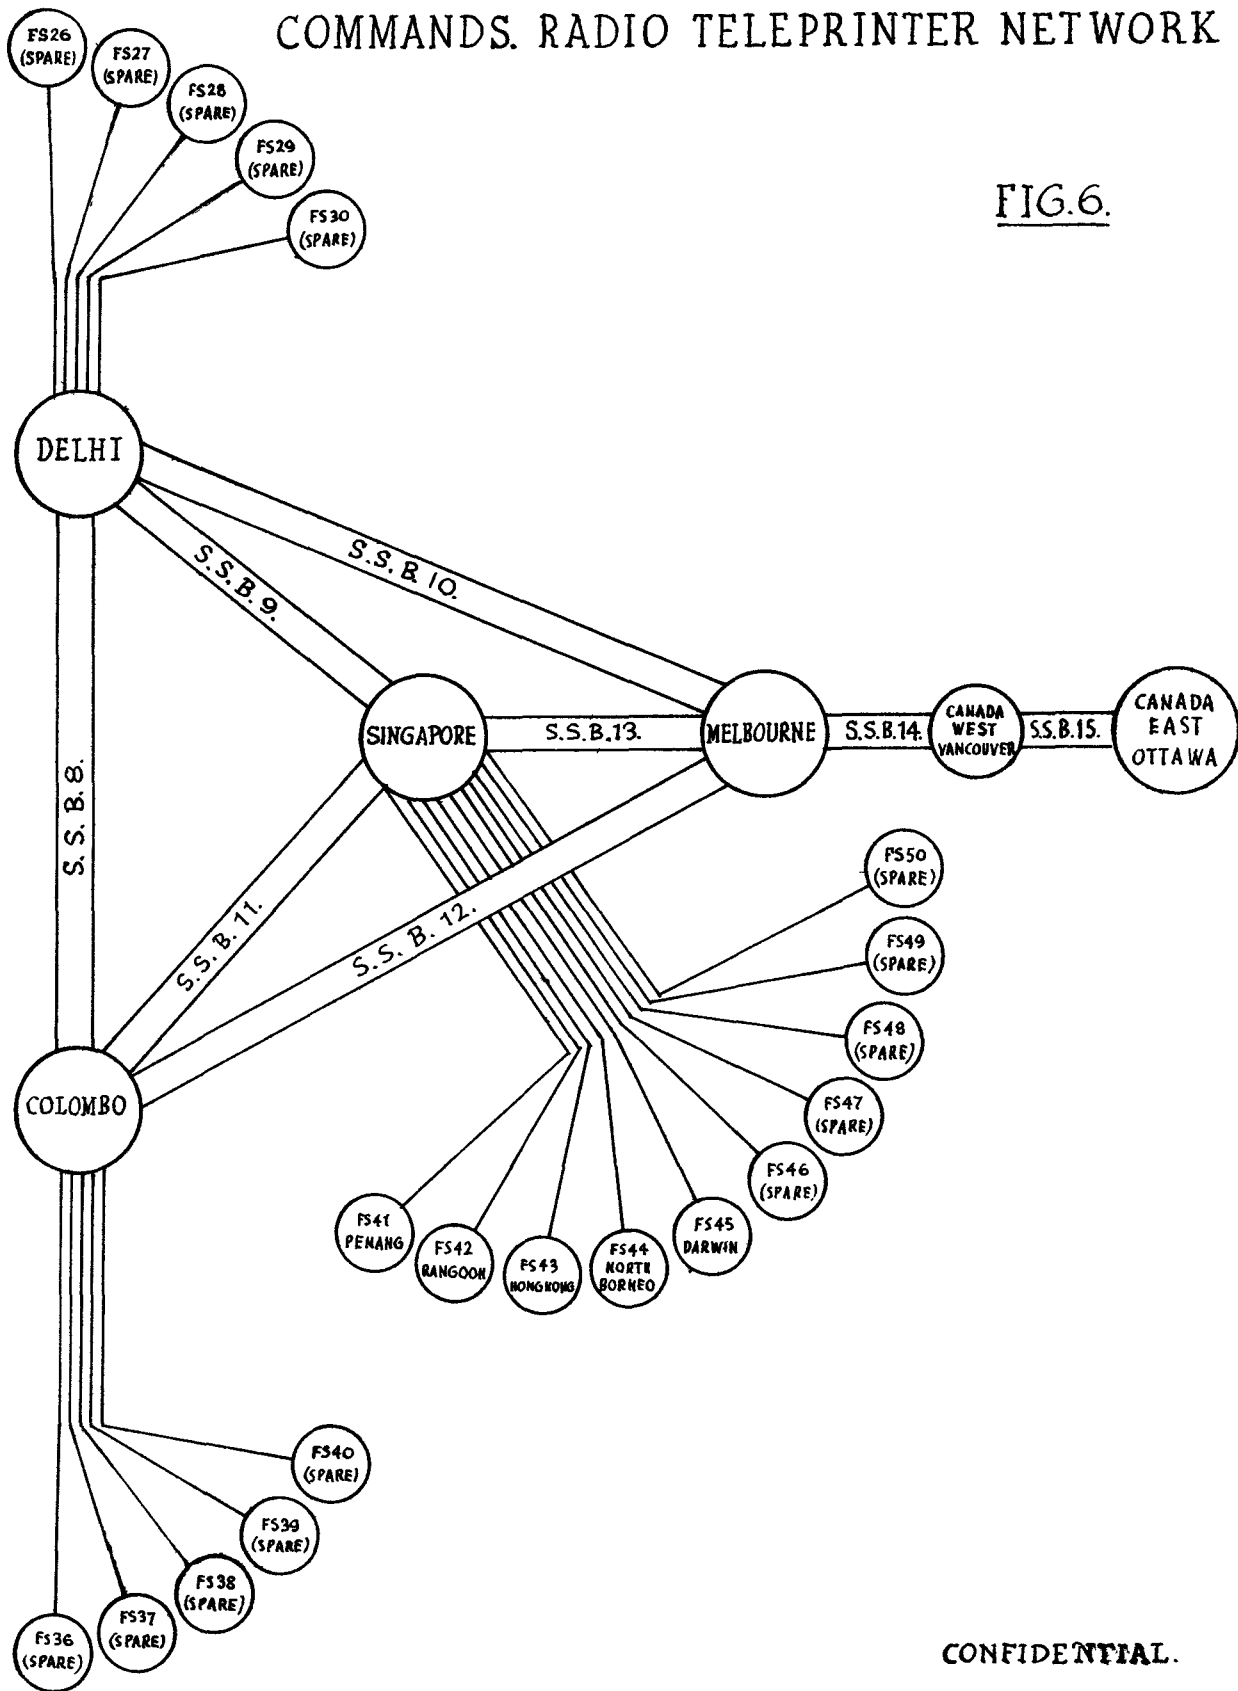 COMMANDS. RADIO TELEPRINTER NETWORK
FIG.6.
FS26
(SPARE)
FS27
(SPARE)
FS28
(SPARE)
FS29
(SPARE)
FS30
(SPARE)
DELHI
S.S.B.10.
S.S.B.9.
S.S.B.8.
SINGAPORE
S.S.B.13.
MELBOURNE
S.S.B.14.
CANADA
WEST
VANCOUVER
S.S.B.15.
CANADA
EAST
OTTAWA
S.S.B.11.
S.S.B.12.
COLOMBO
FS50
(SPARE)
FS49
(SPARE)
FS48
(SPARE)
FS47
(SPARE)
FS46
(SPARE)
FS45
DARWIN
FS44
NORTH
BORNEO
FS43
HONGKONG
FS42
RANGOON
FS41
PENANG
FS40
(SPARE)
FS39
(SPARE)
FS38
(SPARE)
FS37
(SPARE)
FS36
(SPARE)
CONFIDENTIAL.